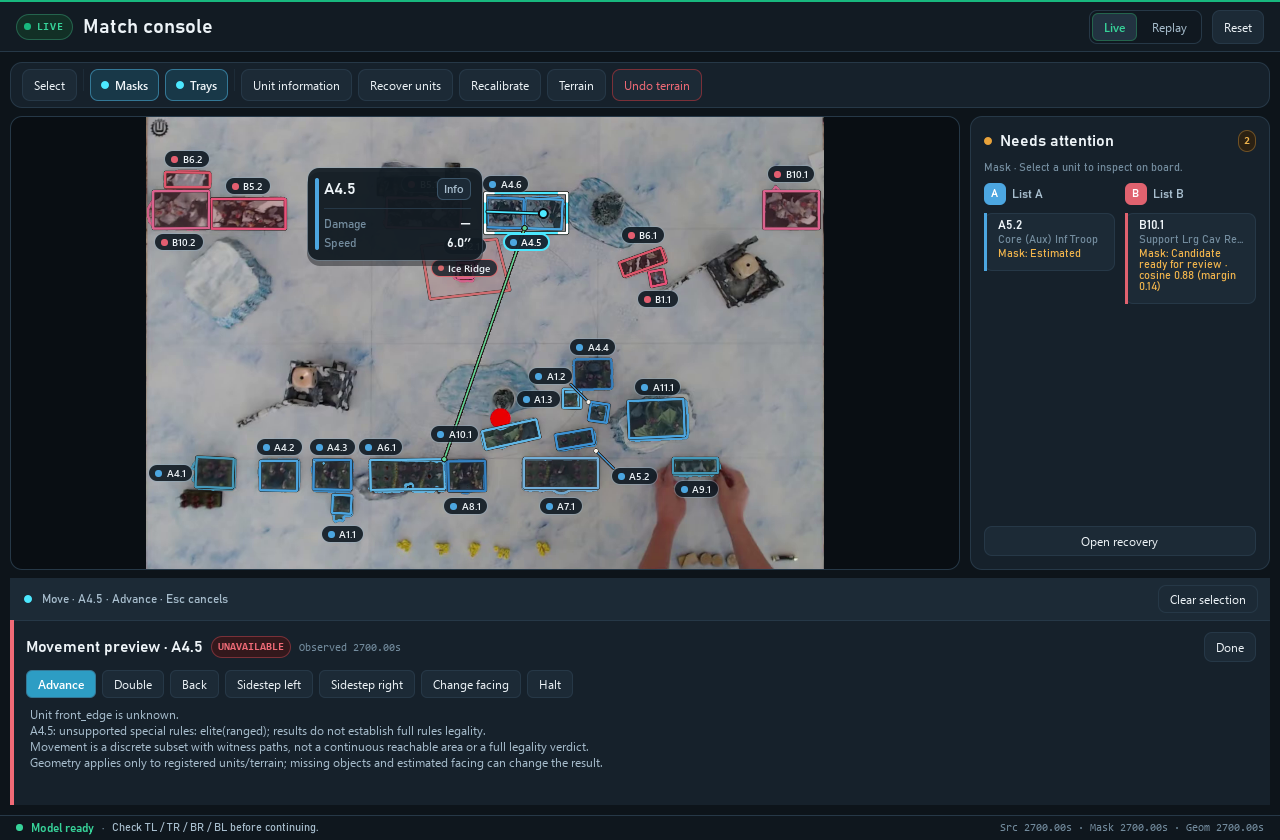 LIVE
Match console
Live
Replay
Reset
Select
Masks
Trays
Unit information
Recover units
Recalibrate
Terrain
Undo terrain
B6.2
B5.2
B10.2
A4.5
Info
Damage
—
Speed
6.0″
A4.6
A4.5
Ice Ridge
B10.1
B6.1
B1.1
A4.4
A1.2
A1.3
A11.1
A10.1
A4.2
A4.3
A6.1
A4.1
A5.2
A9.1
A8.1
A7.1
A1.1
Needs attention
2
Mask · Select a unit to inspect on board.
A
List A
B
List B
A5.2
Core (Aux) Inf Troop
Mask: Estimated
B10.1
Support Lrg Cav Re…
Mask: Candidate
ready for review ·
cosine 0.88 (margin
0.14)
Open recovery
Move · A4.5 · Advance · Esc cancels
Clear selection
Movement preview · A4.5
UNAVAILABLE
Observed 2700.00s
Done
Advance
Double
Back
Sidestep left
Sidestep right
Change facing
Halt
Unit front_edge is unknown.
A4.5: unsupported special rules: elite(ranged); results do not establish full rules legality.
Movement is a discrete subset with witness paths, not a continuous reachable area or a full legality verdict.
Geometry applies only to registered units/terrain; missing objects and estimated facing can change the result.
Model ready · Check TL / TR / BR / BL before continuing.
Src 2700.00s · Mask 2700.00s · Geom 2700.00s